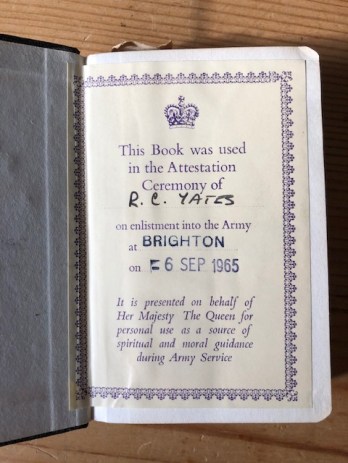 This Book was used
in the Attestation
Ceremony of
R. C. YATES
on enlistment into the Army
at BRIGHTON
on - 6 SEP 1965
It is presented on behalf of
Her Majesty The Queen for
personal use as a source of
spiritual and moral guidance
during Army Service